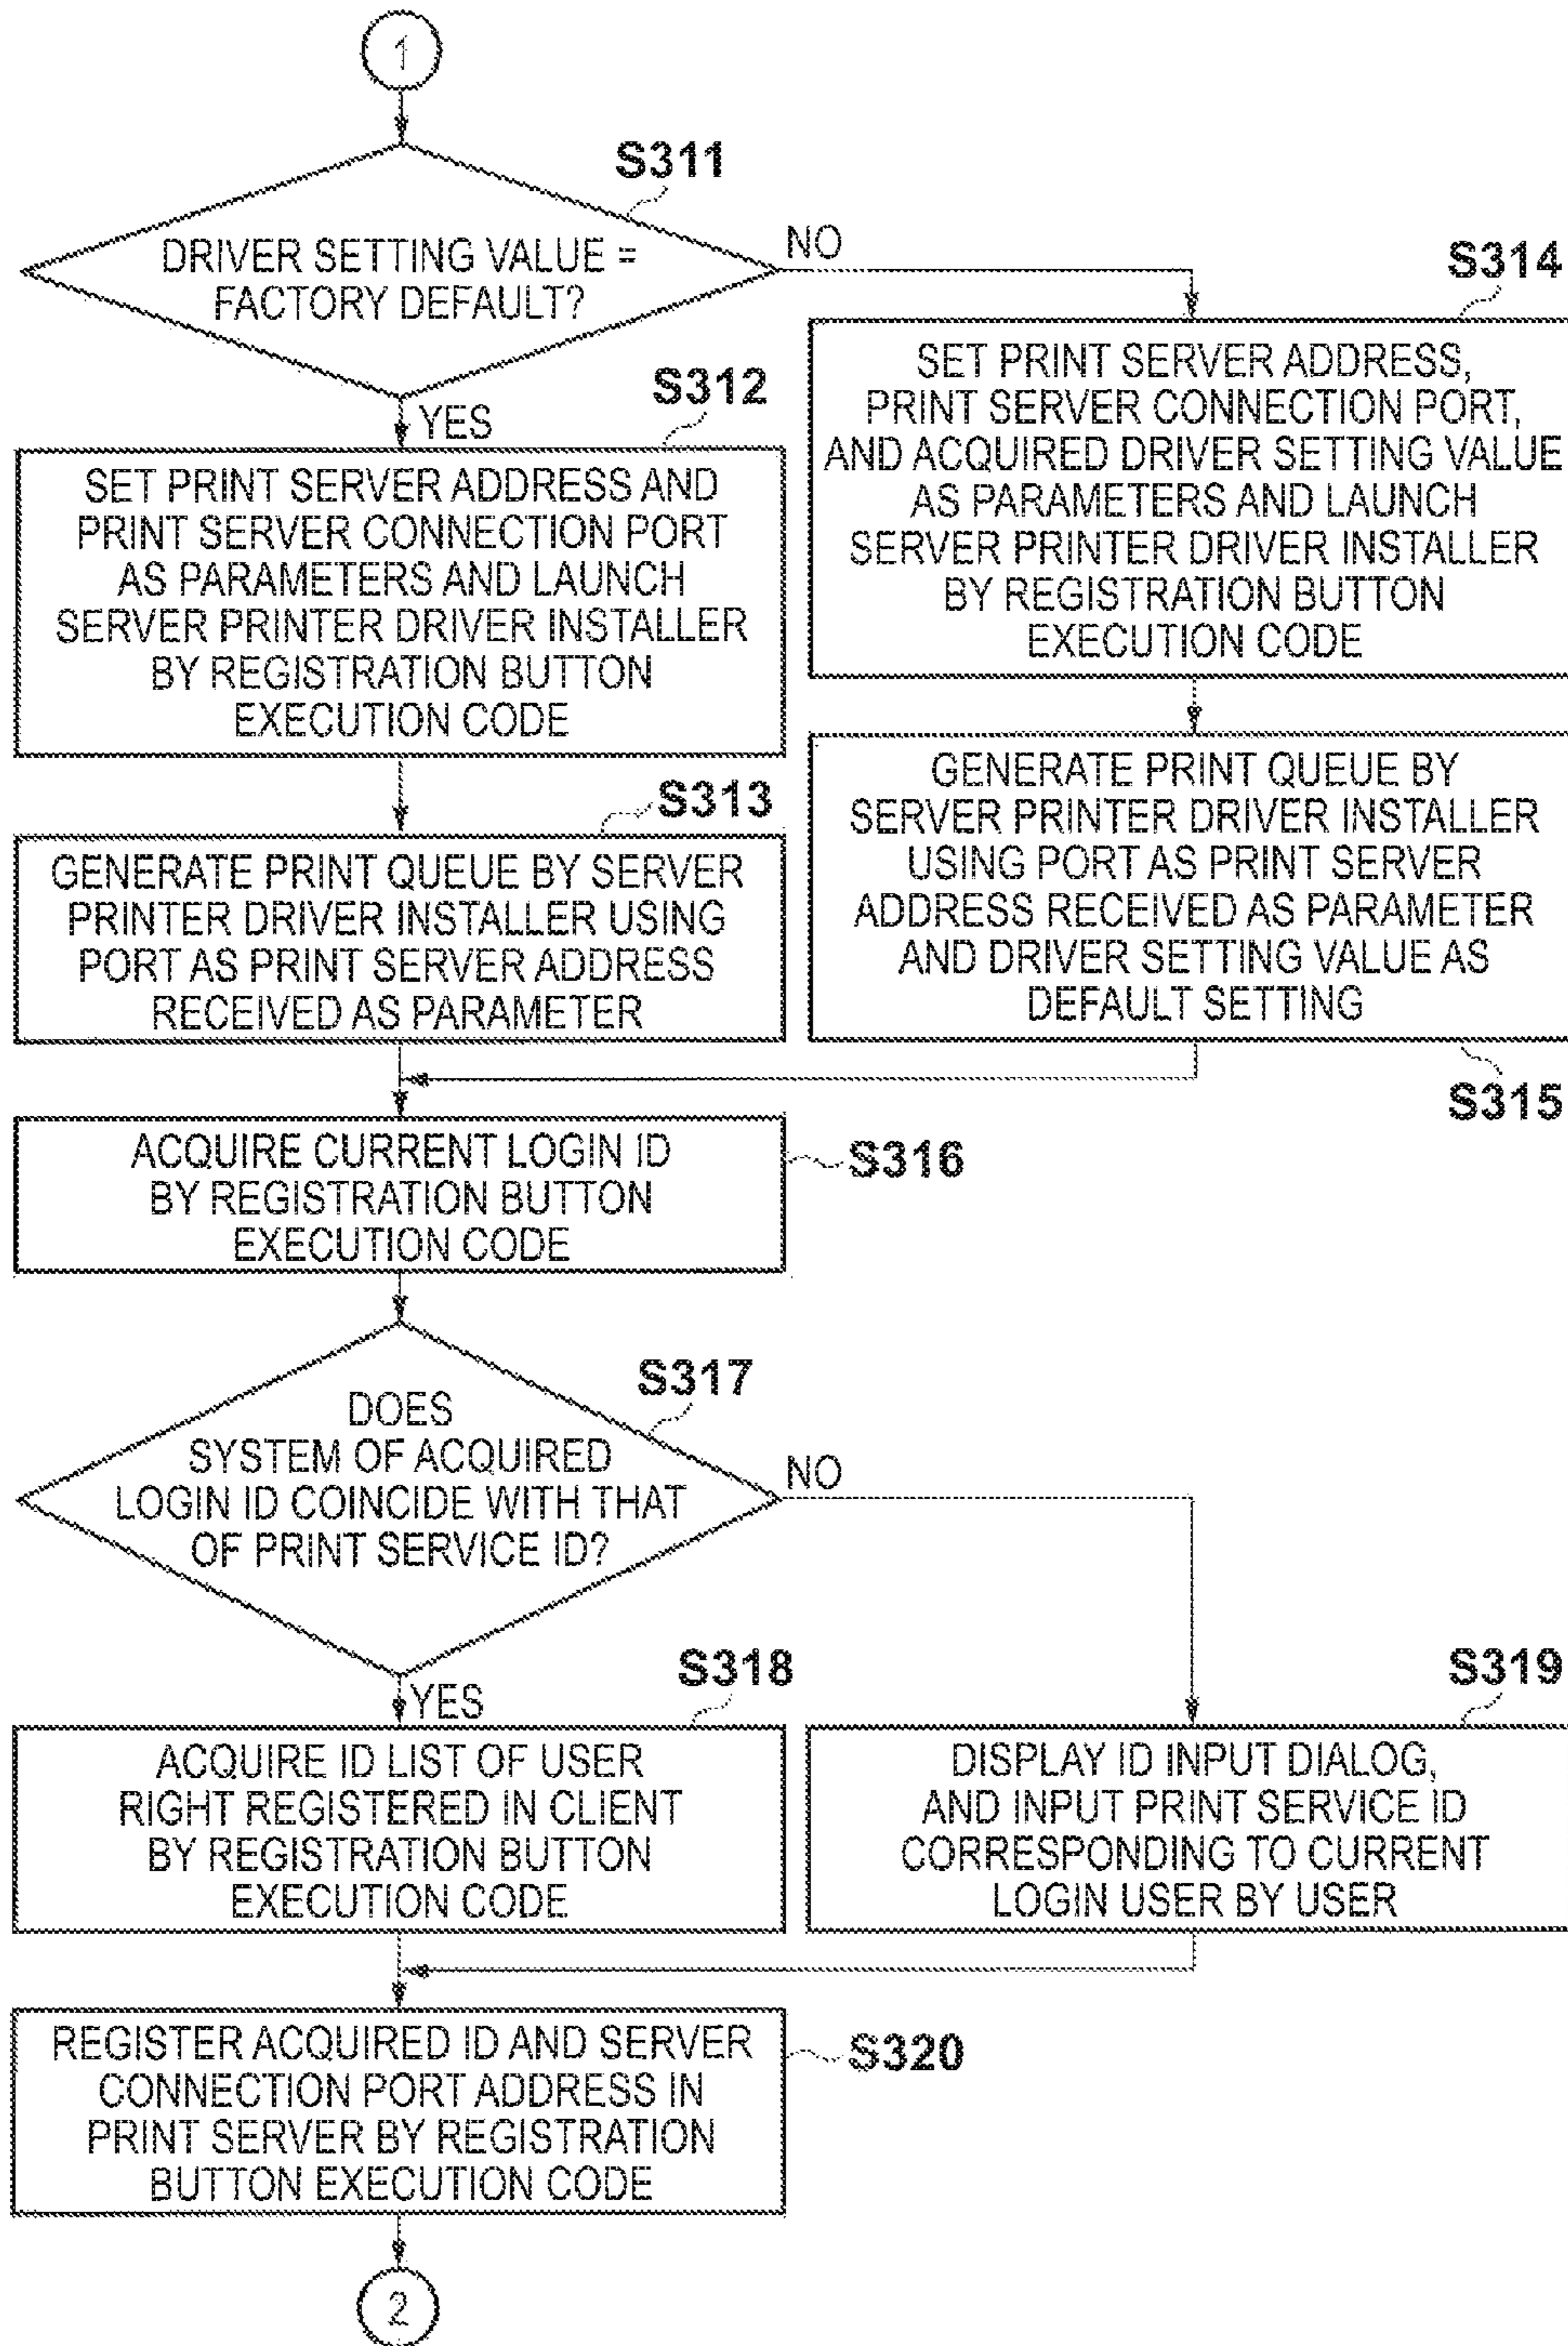 1
S311
DRIVER SETTING VALUE =
FACTORY DEFAULT?
NO
YES
S312
SET PRINT SERVER ADDRESS AND
PRINT SERVER CONNECTION PORT
AS PARAMETERS AND LAUNCH
SERVER PRINTER DRIVER INSTALLER
BY REGISTRATION BUTTON
EXECUTION CODE
S314
SET PRINT SERVER ADDRESS,
PRINT SERVER CONNECTION PORT,
AND ACQUIRED DRIVER SETTING VALUE
AS PARAMETERS AND LAUNCH
SERVER PRINTER DRIVER INSTALLER
BY REGISTRATION BUTTON
EXECUTION CODE
S313
GENERATE PRINT QUEUE BY SERVER
PRINTER DRIVER INSTALLER USING
PORT AS PRINT SERVER ADDRESS
RECEIVED AS PARAMETER
GENERATE PRINT QUEUE BY
SERVER PRINTER DRIVER INSTALLER
USING PORT AS PRINT SERVER
ADDRESS RECEIVED AS PARAMETER
AND DRIVER SETTING VALUE AS
DEFAULT SETTING
S315
ACQUIRE CURRENT LOGIN ID
BY REGISTRATION BUTTON
EXECUTION CODE
S316
S317
DOES
SYSTEM OF ACQUIRED
LOGIN ID COINCIDE WITH THAT
OF PRINT SERVICE ID?
NO
YES
S318
ACQUIRE ID LIST OF USER
RIGHT REGISTERED IN CLIENT
BY REGISTRATION BUTTON
EXECUTION CODE
S319
DISPLAY ID INPUT DIALOG,
AND INPUT PRINT SERVICE ID
CORRESPONDING TO CURRENT
LOGIN USER BY USER
REGISTER ACQUIRED ID AND SERVER
CONNECTION PORT ADDRESS IN
PRINT SERVER BY REGISTRATION
BUTTON EXECUTION CODE
S320
2